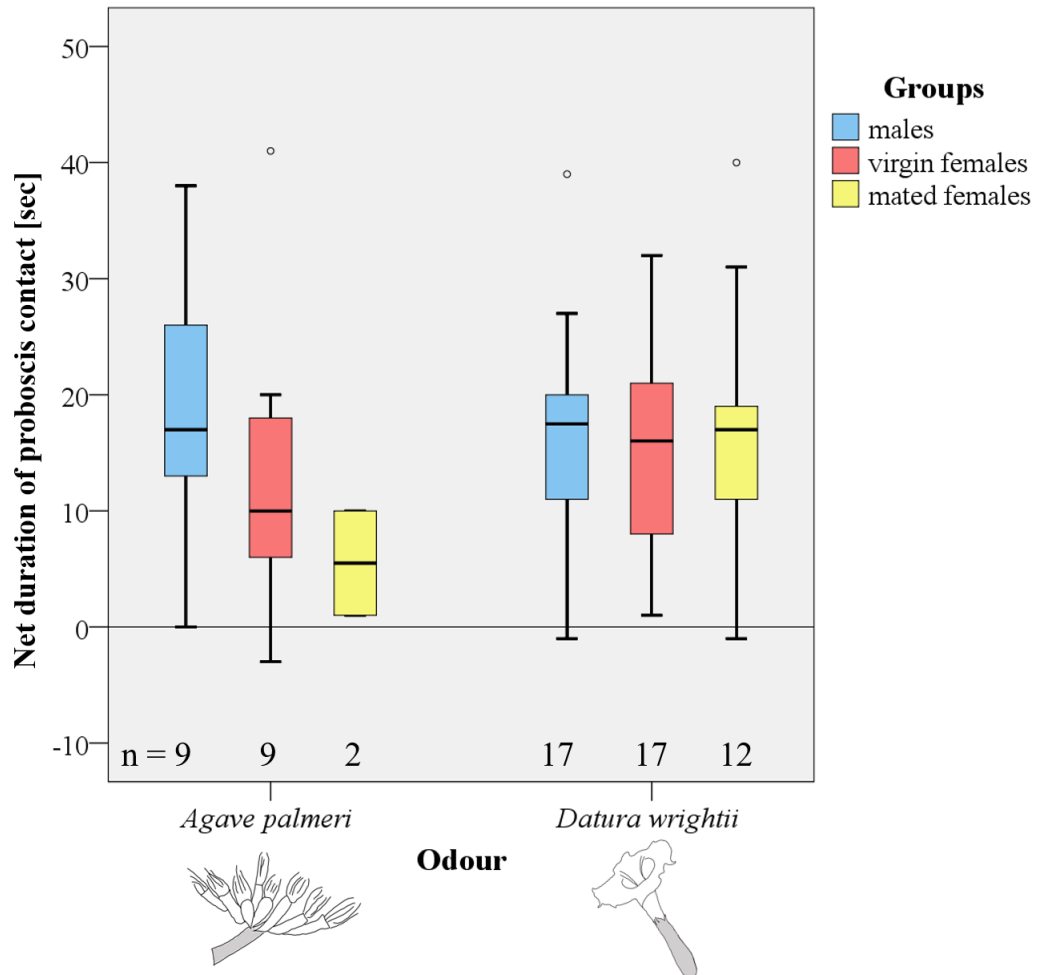 50
40
30
20
10
0
-10
Net duration of proboscis contact [sec]
Groups
males
virgin females
mated females
n = 9 9 2 17 17 12
Agave palmeri Datura wrightii
Odour